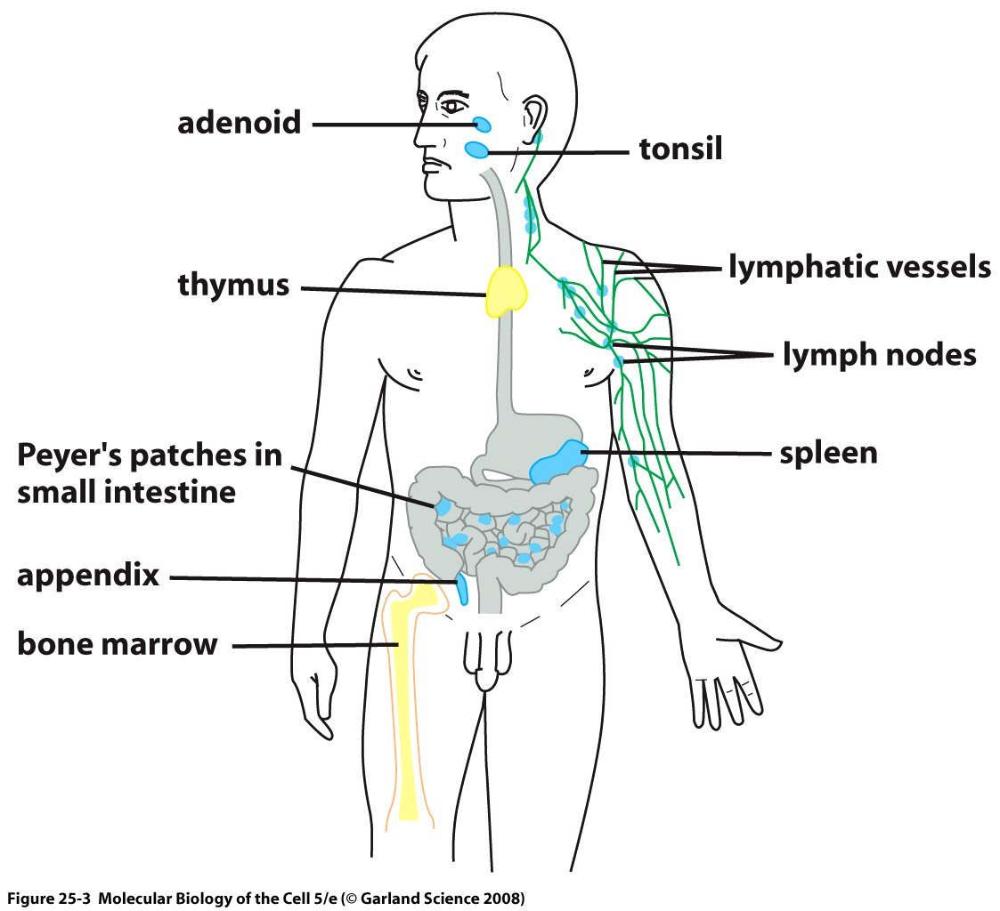 adenoid
tonsil
thymus
lymphatic vessels
lymph nodes
Peyer's patches in
small intestine
spleen
appendix
bone marrow
Figure 25-3 Molecular Biology of the Cell 5/e (© Garland Science 2008)